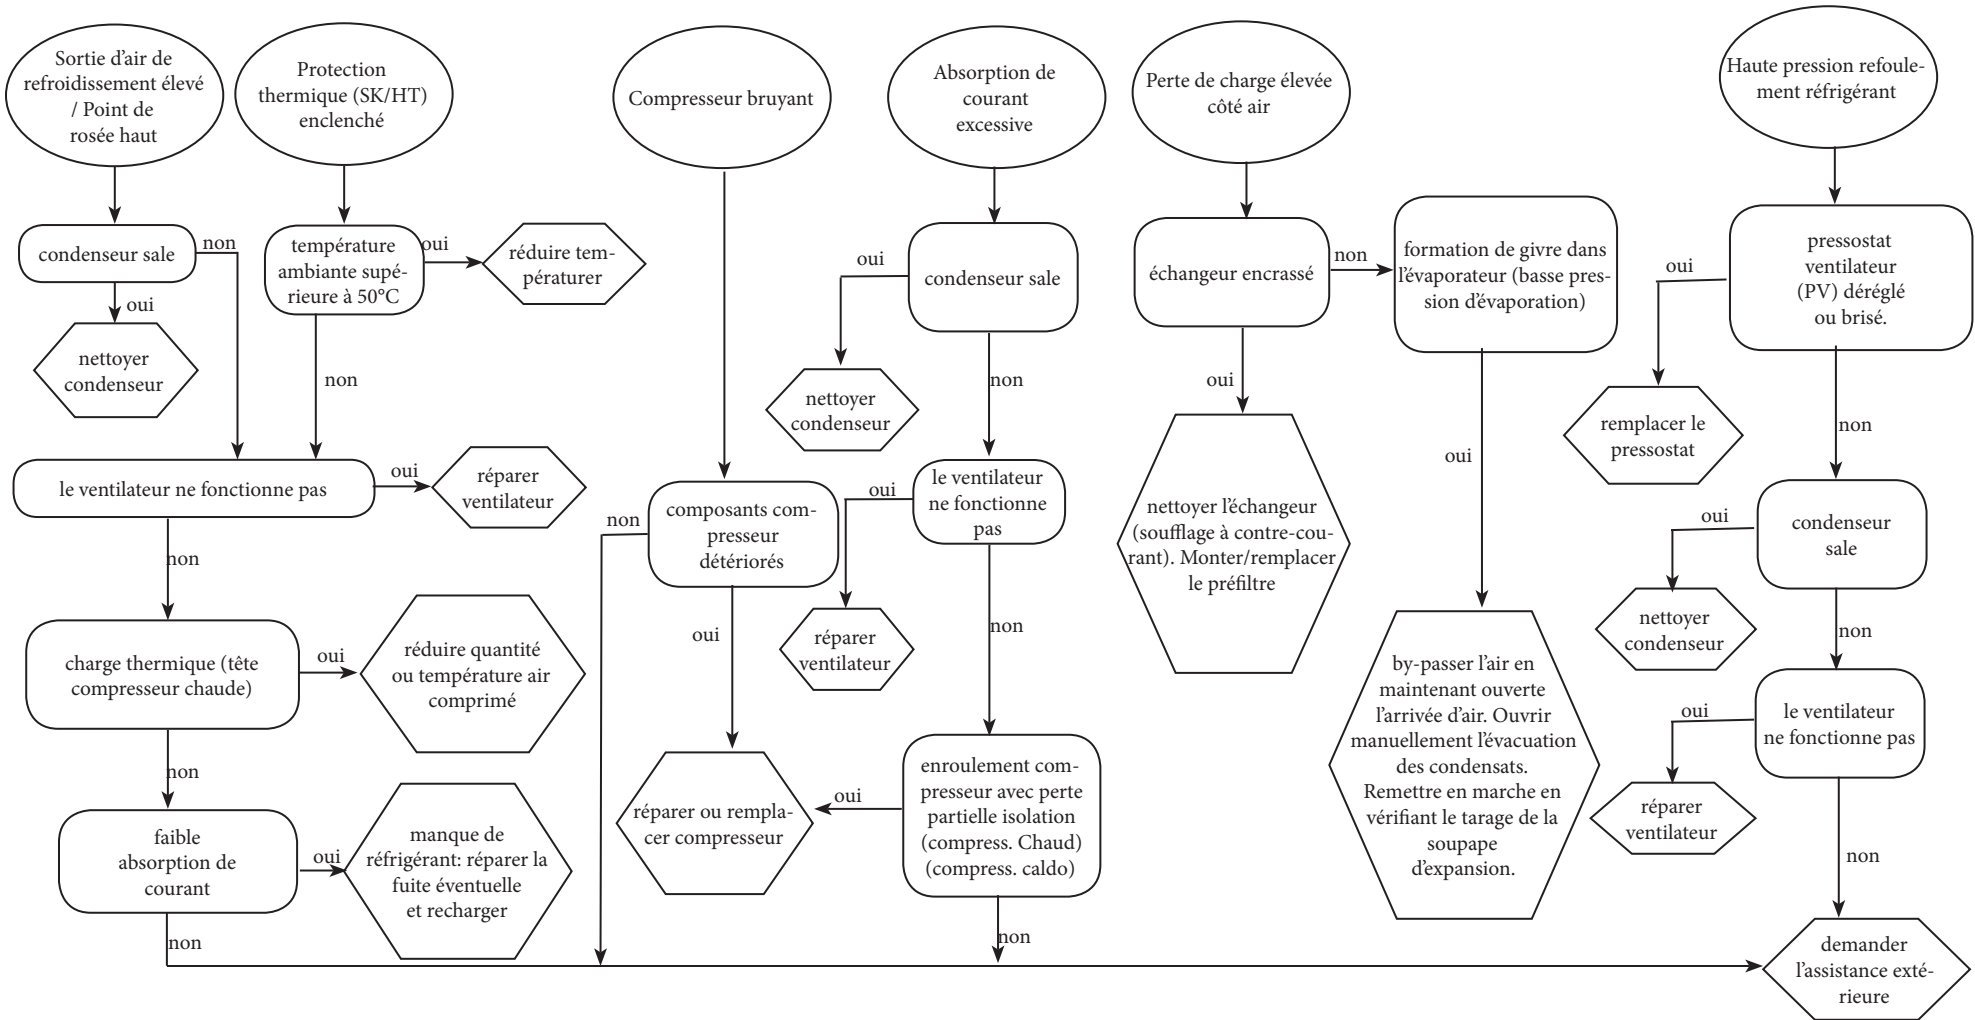 Sortie d'air de
refroidissement élevé
/ Point de
rosée haut
condenseur sale
non
oui
nettoyer
condenseur
Protection
thermique (SK/HT)
enclenché
température
ambiante supé-
rieure à 50°C
oui
réduire tem-
pératurer
non
le ventilateur ne fonctionne pas
oui
réparer
ventilateur
non
charge thermique (tête
compresseur chaude)
oui
réduire quantité
ou température air
comprimé
non
faible
absorption de
courant
oui
manque de
réfrigérant: réparer la
fuite éventuelle
et recharger
non
Compresseur bruyant
composants com-
presseur
détériorés
non
oui
réparer ou rempla-
cer compresseur
Absorption de
courant
excessive
condenseur sale
oui
nettoyer
condenseur
non
le ventilateur
ne fonctionne
pas
oui
réparer
ventilateur
non
enroulement com-
presseur avec perte
partielle isolation
(compress. Chaud)
(compress. caldo)
oui
non
Perte de charge élevée
côté air
échangeur encrassé
non
oui
nettoyer l'échangeur
(soufflage à contre-cou-
rant). Monter/remplacer
le préfiltre
formation de givre dans
l'évaporateur (basse pres-
sion d'évaporation)
oui
by-passer l'air en
maintenant ouverte
l'arrivée d'air. Ouvrir
manuellement l'évacuation
des condensats.
Remettre en marche en
vérifiant le tarage de la
soupape
d'expansion.
Haute pression refoule-
ment réfrigérant
pressostat
ventilateur
(PV) déréglé
ou brisé.
oui
remplacer le
pressostat
non
condenseur
sale
oui
nettoyer
condenseur
non
le ventilateur
ne fonctionne pas
oui
réparer
ventilateur
non
demander
l'assistance exté-
rieure